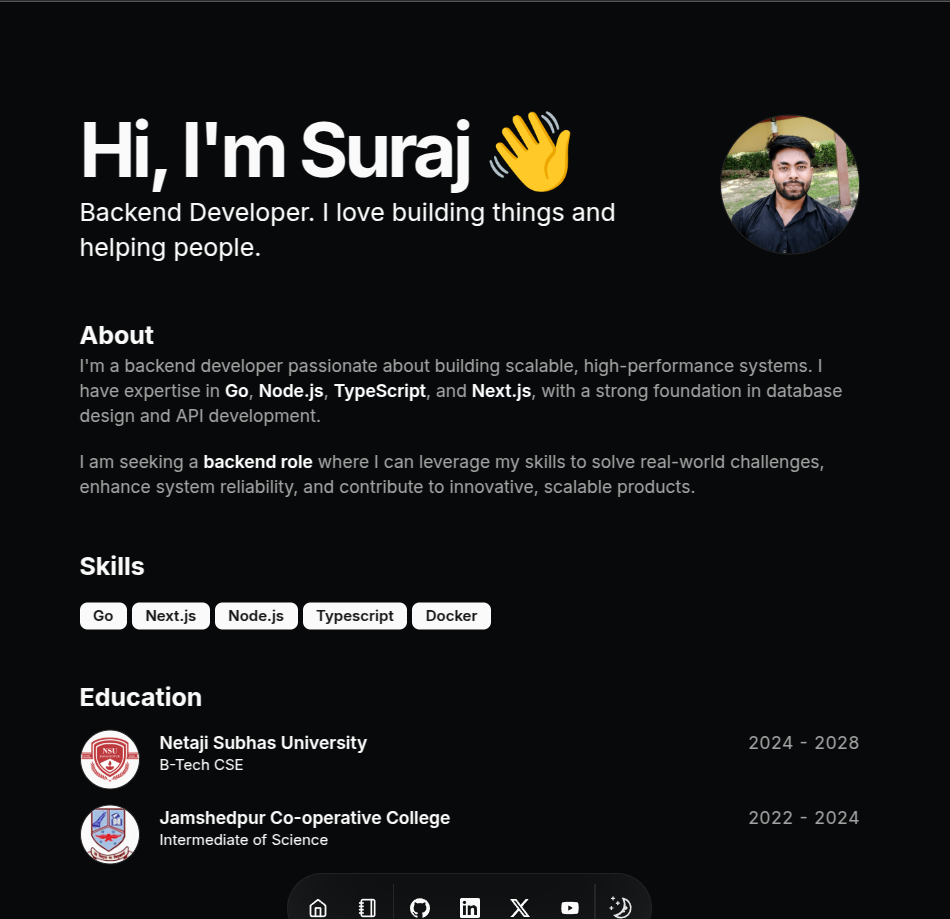 Hi, I'm Suraj 👋
Backend Developer. I love building things and
helping people.
About
I'm a backend developer passionate about building scalable, high-performance systems. I
have expertise in Go, Node.js, TypeScript, and Next.js, with a strong foundation in database
design and API development.
I am seeking a backend role where I can leverage my skills to solve real-world challenges,
enhance system reliability, and contribute to innovative, scalable products.
Skills
Go Next.js Node.js Typescript Docker
Education
NSU
Netaji Subhas University 2024 - 2028
B-Tech CSE
Jamshedpur Co-operative College 2022 - 2024
Intermediate of Science